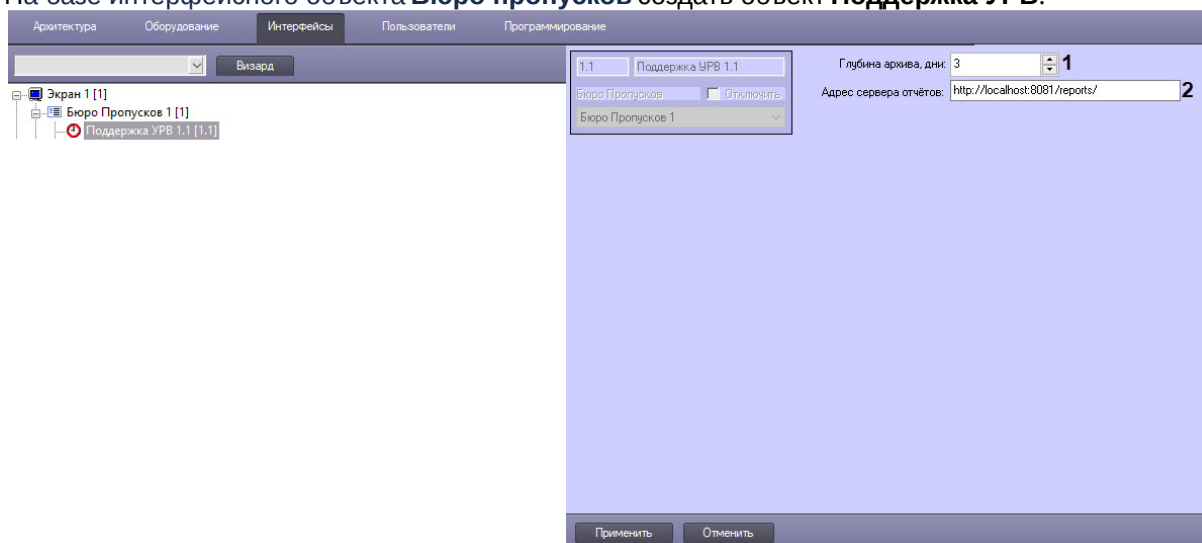 На базе интерфейсного объекта Бюро пропусков создать объект Поддержка УРВ.
Архитектура Оборудование Интерфейсы Пользователи Программирование
Визард
Экран 1 [1]
Бюро Пропусков 1 [1]
Поддержка УРВ 1.1 [1.1]
1.1 Поддержка УРВ 1.1
Бюро Пропусков Отключить
Бюро Пропусков 1
Глубина архива, дни: 3 1
Адрес сервера отчётов: http://localhost:8081/reports/ 2
Применить Отменить